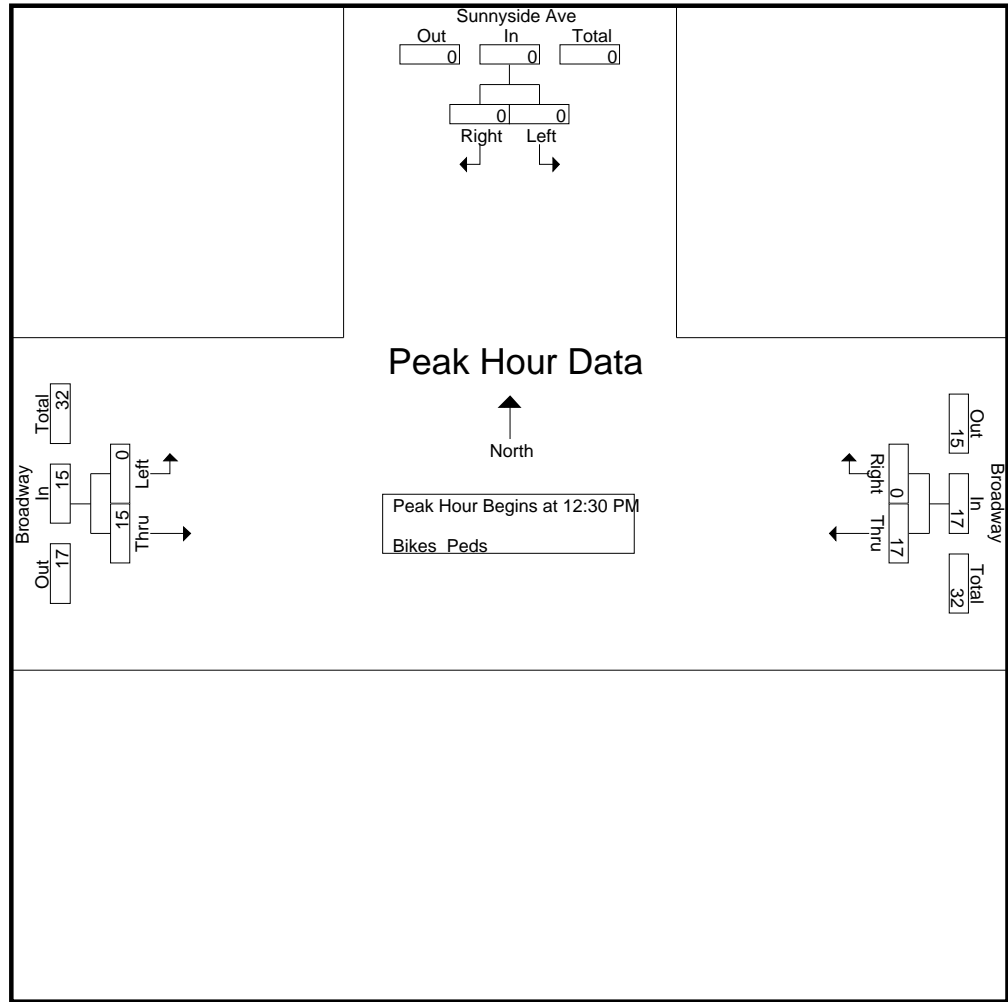 Sunnyside Ave
Out In Total
0 0 0
0 0
Right Left
Peak Hour Data
North
Peak Hour Begins at 12:30 PM
Bikes Peds
Broadway
Total
32
In
15
Out
17
0
Left
15
Thru
Right
0
Thru
17
Out
15
In
17
Total
32
Broadway